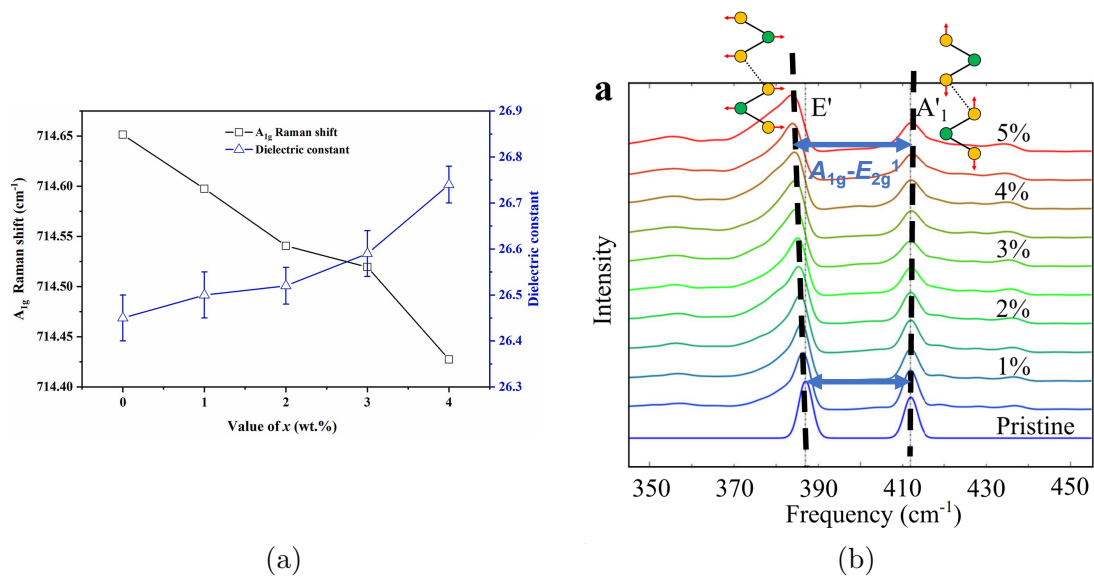 A1g Raman shift
Dielectric constant
A1g Raman shift (cm-1)
714.65
714.60
714.55
714.50
714.45
714.40
26.9
26.8
26.7
26.6
26.5
26.4
26.3
Dielectric constant
0 1 2 3 4
Value of x (wt.%)
(a)
a
E'
A'1
A1g-E2g1
5%
4%
3%
2%
1%
Pristine
Intensity
350 370 390 410 430 450
Frequency (cm-1)
(b)